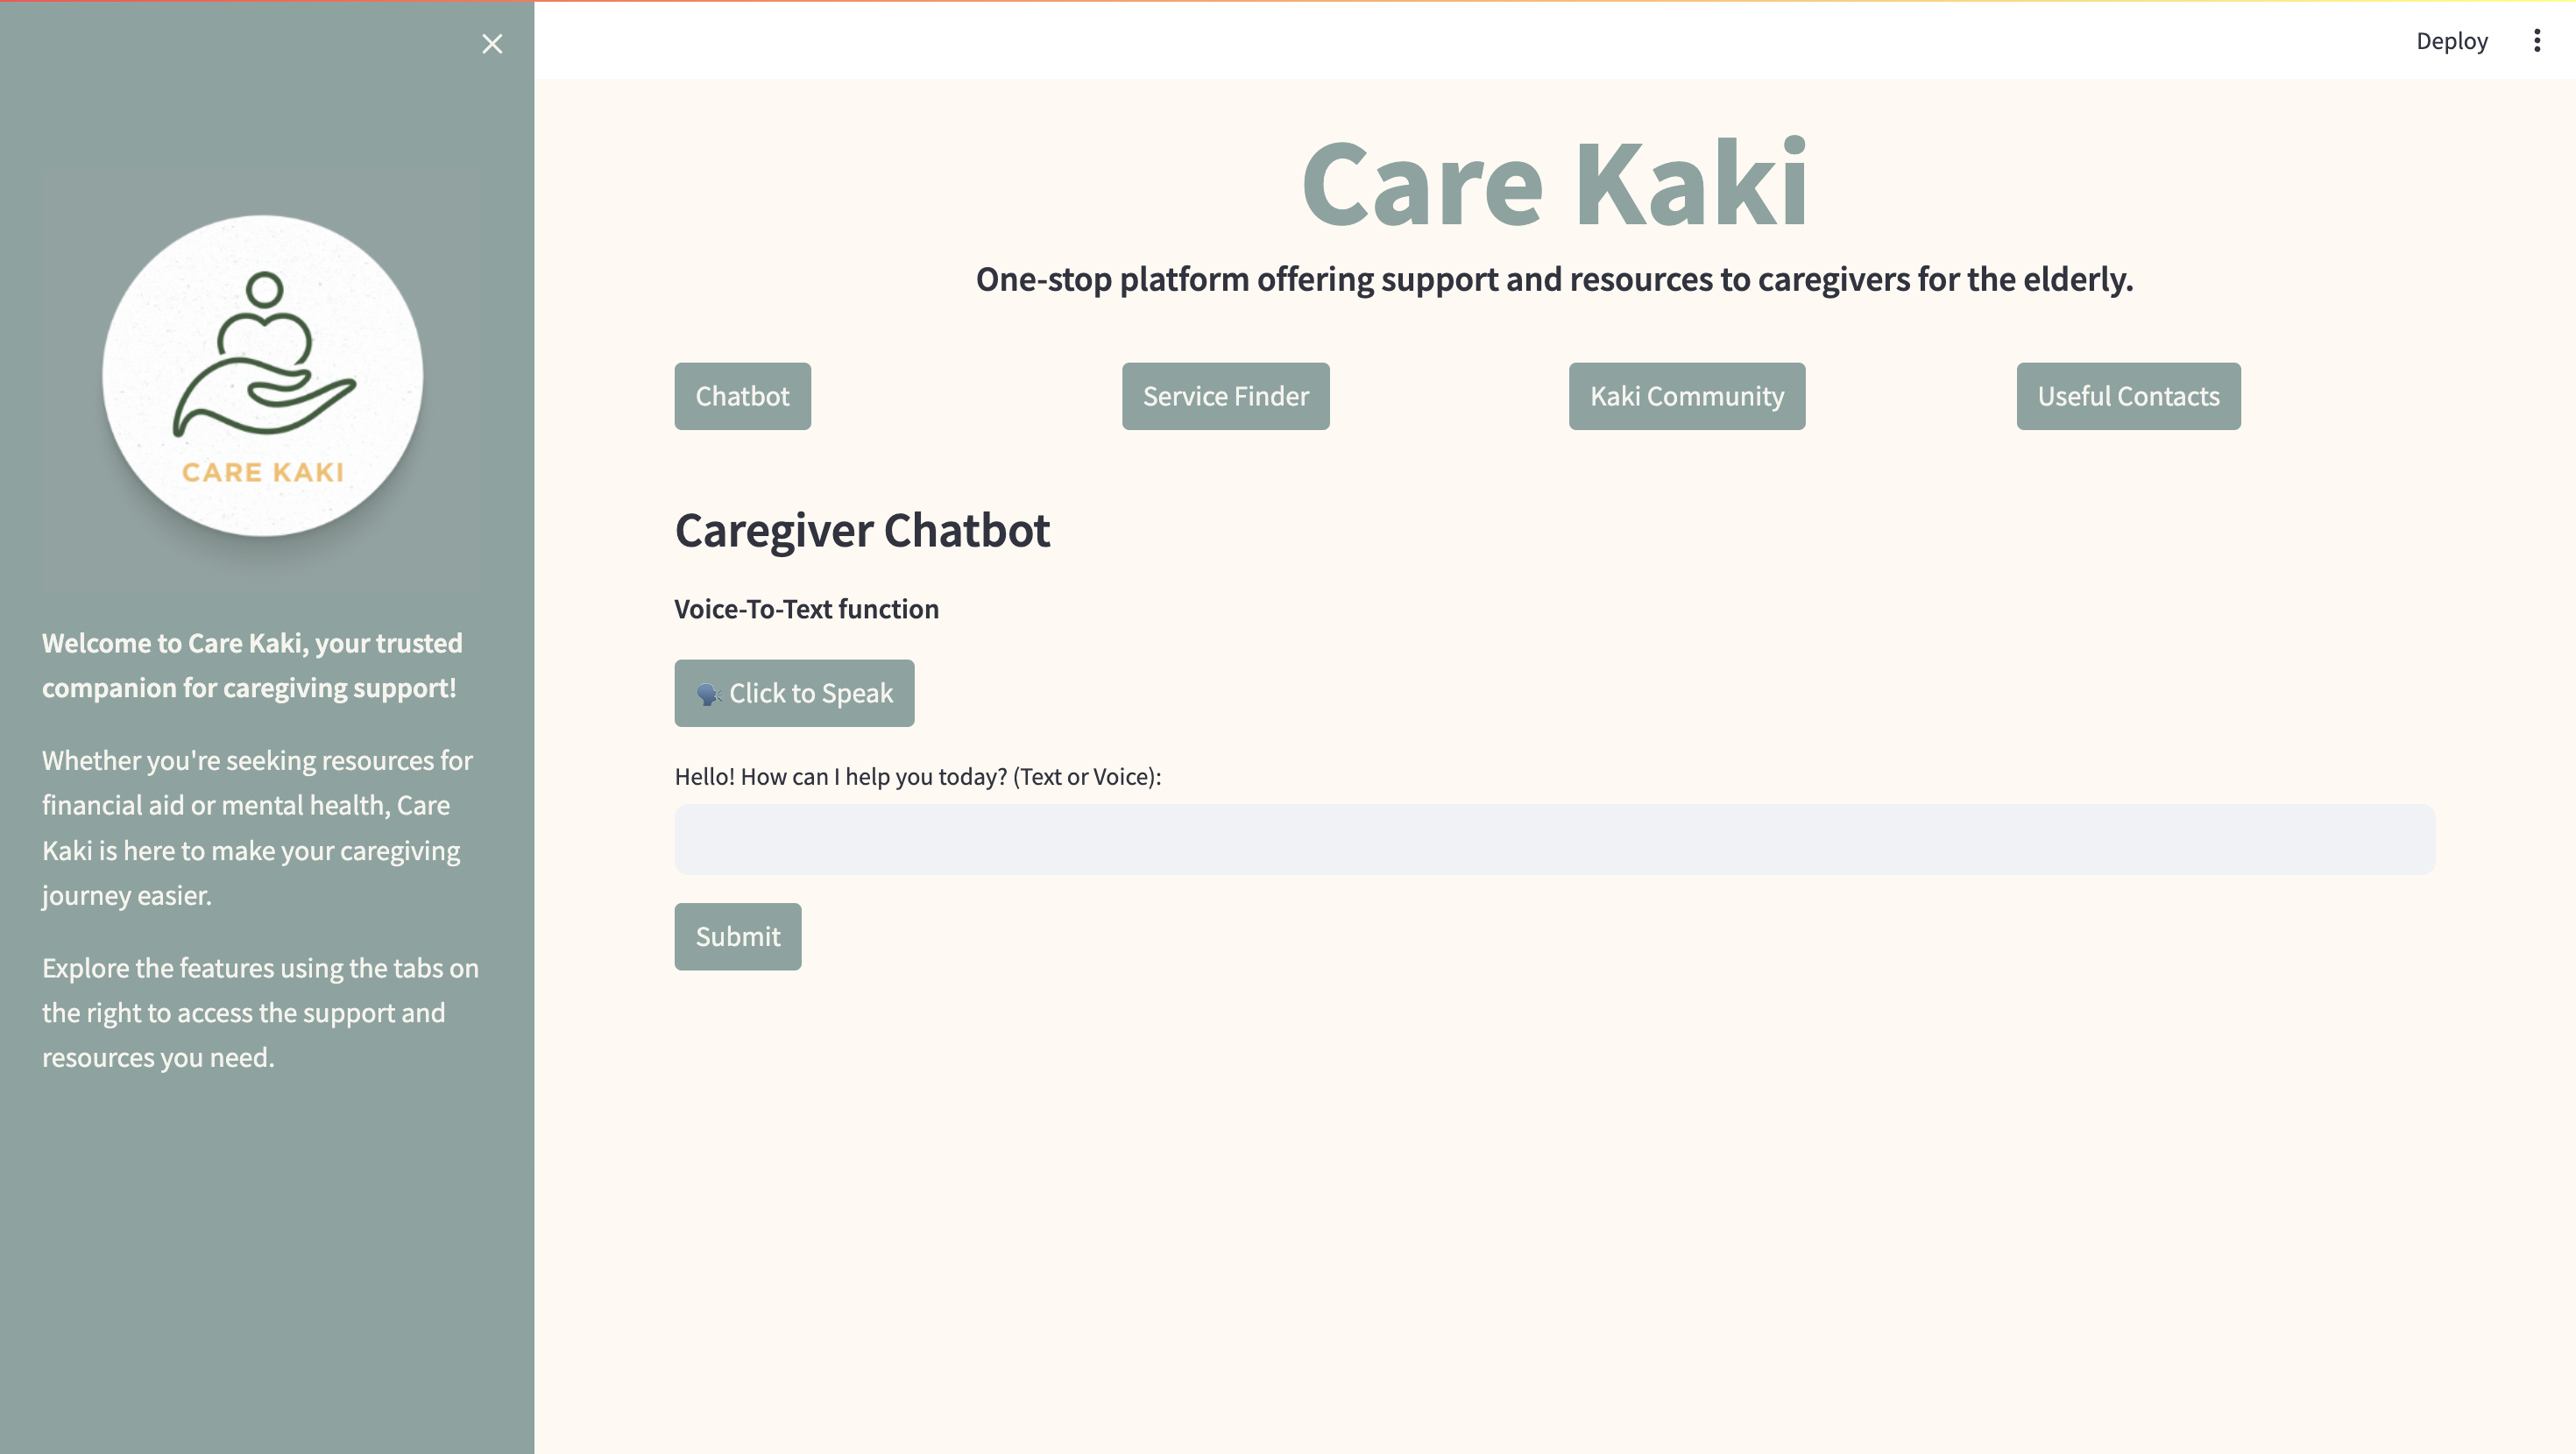 Deploy
CARE KAKI
Welcome to Care Kaki, your trusted
companion for caregiving support!
Whether you're seeking resources for
financial aid or mental health, Care
Kaki is here to make your caregiving
journey easier.
Explore the features using the tabs on
the right to access the support and
resources you need.
Care Kaki
One-stop platform offering support and resources to caregivers for the elderly.
Chatbot
Service Finder
Kaki Community
Useful Contacts
Caregiver Chatbot
Voice-To-Text function
🗣 Click to Speak
Hello! How can I help you today? (Text or Voice):
Submit